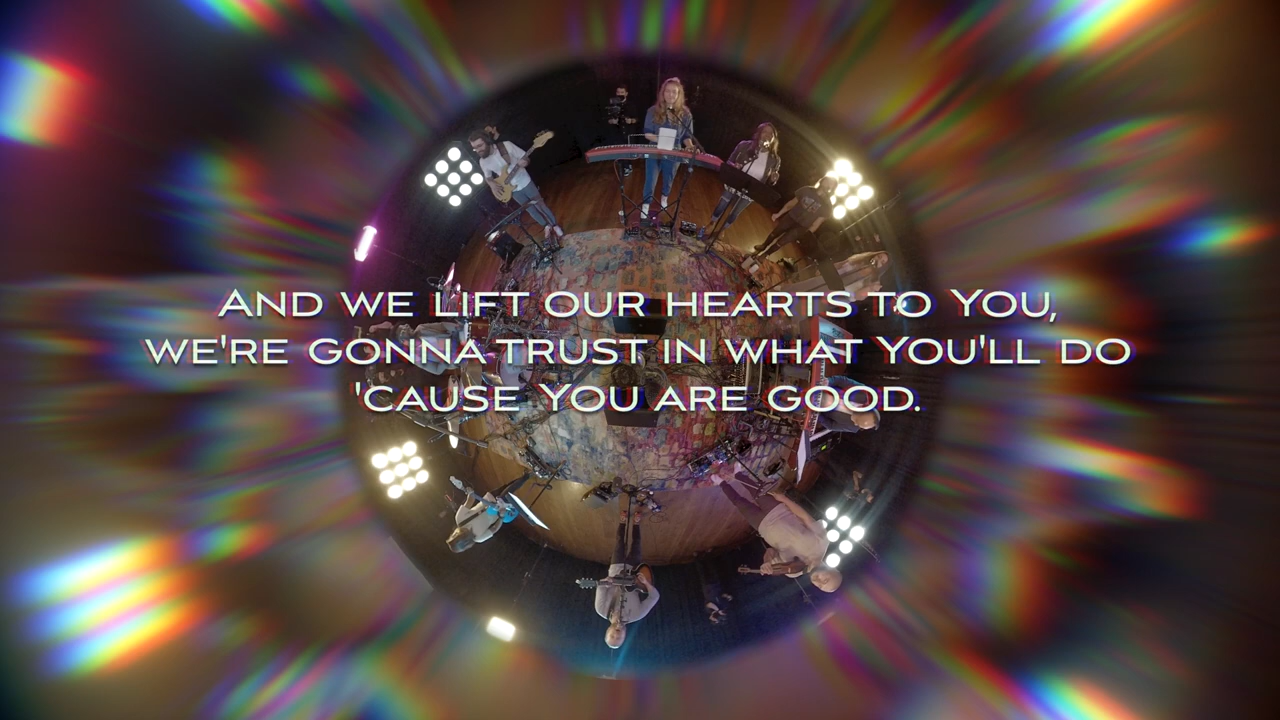 AND WE LIFT OUR HEARTS TO YOU,
WE'RE GONNA TRUST IN WHAT YOU'LL DO
'CAUSE YOU ARE GOOD.